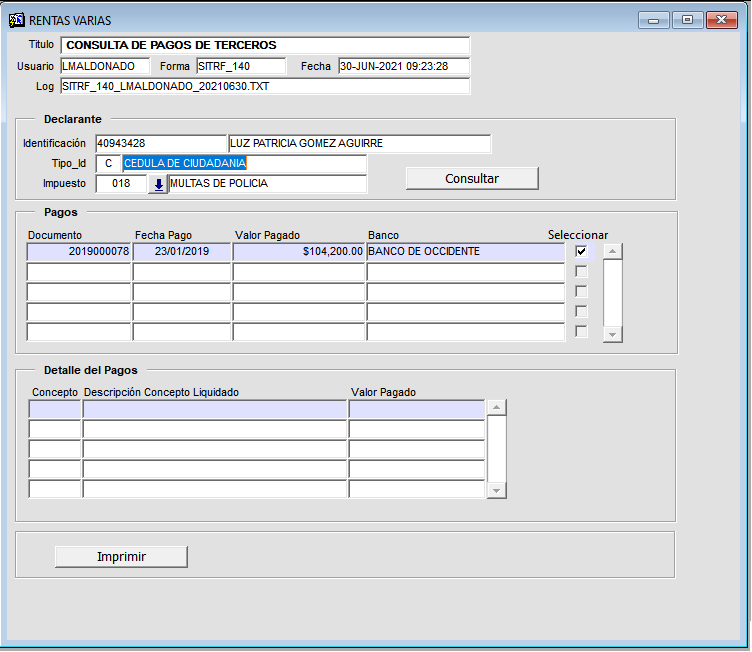 RENTAS VARIAS
Titulo CONSULTA DE PAGOS DE TERCEROS
Usuario LMALDONADO Forma SITRF_140 Fecha 30-JUN-2021 09:23:28
Log SITRF_140_LMALDONADO_20210630.TXT
Declarante
Identificación 40943428 LUZ PATRICIA GOMEZ AGUIRRE
Tipo_Id C CEDULA DE CIUDADANIA
Impuesto 018 MULTAS DE POLICIA Consultar
Pagos
Documento Fecha Pago Valor Pagado Banco Seleccionar
2019000078 23/01/2019 $104,200.00 BANCO DE OCCIDENTE
Detalle del Pagos
Concepto Descripción Concepto Liquidado Valor Pagado
Imprimir